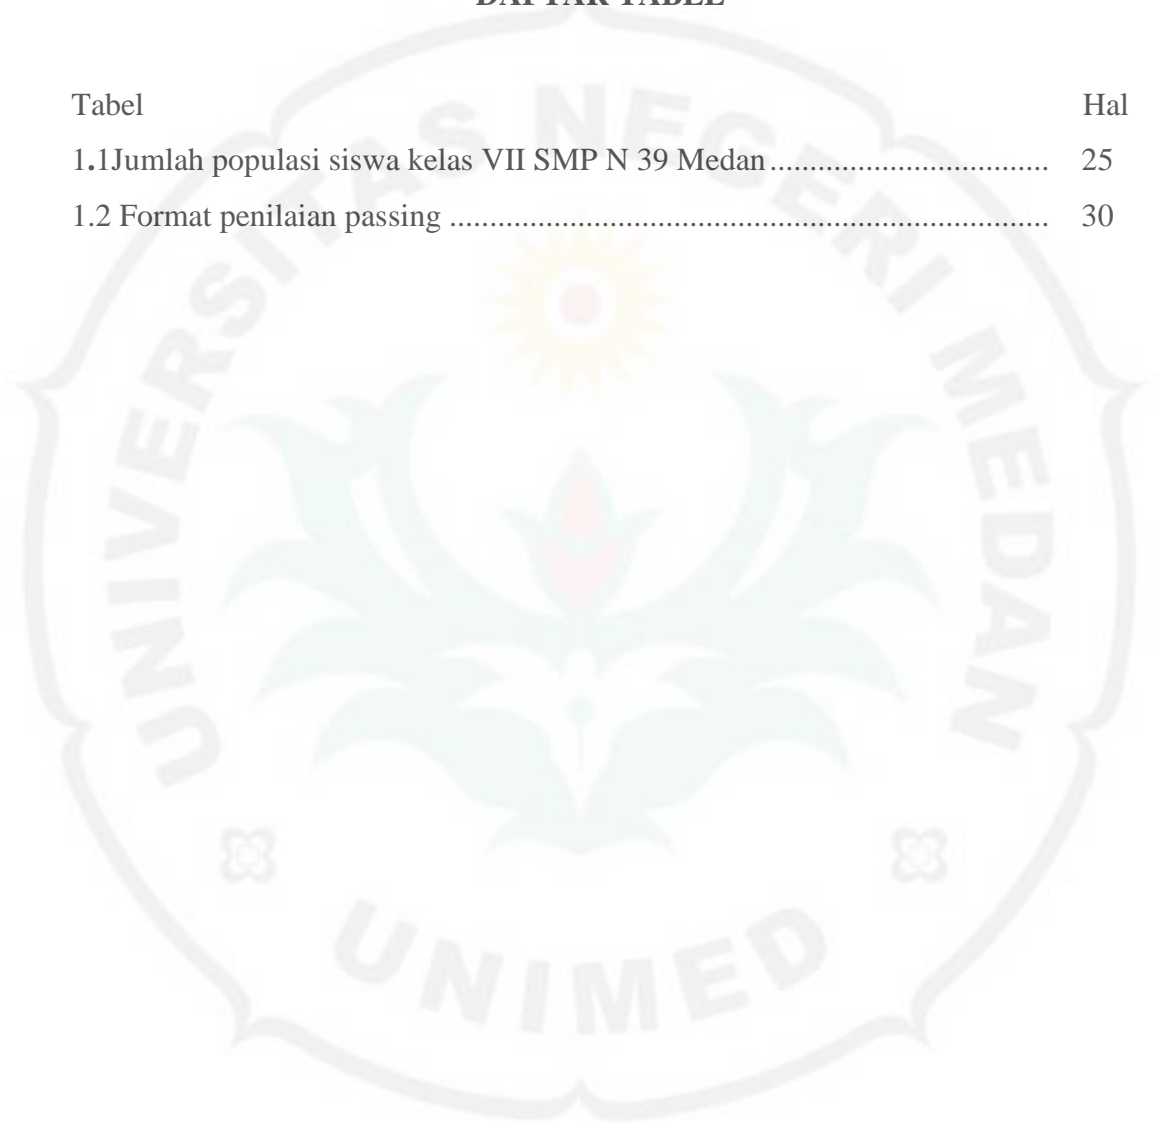 DAFTAR TABEL
Tabel Hal
1.1Jumlah populasi siswa kelas VII SMP N 39 Medan................................... 25
1.2 Format penilaian passing ........................................................................... 30
UNIVERSITAS NEGERI MEDAN
UNIMED